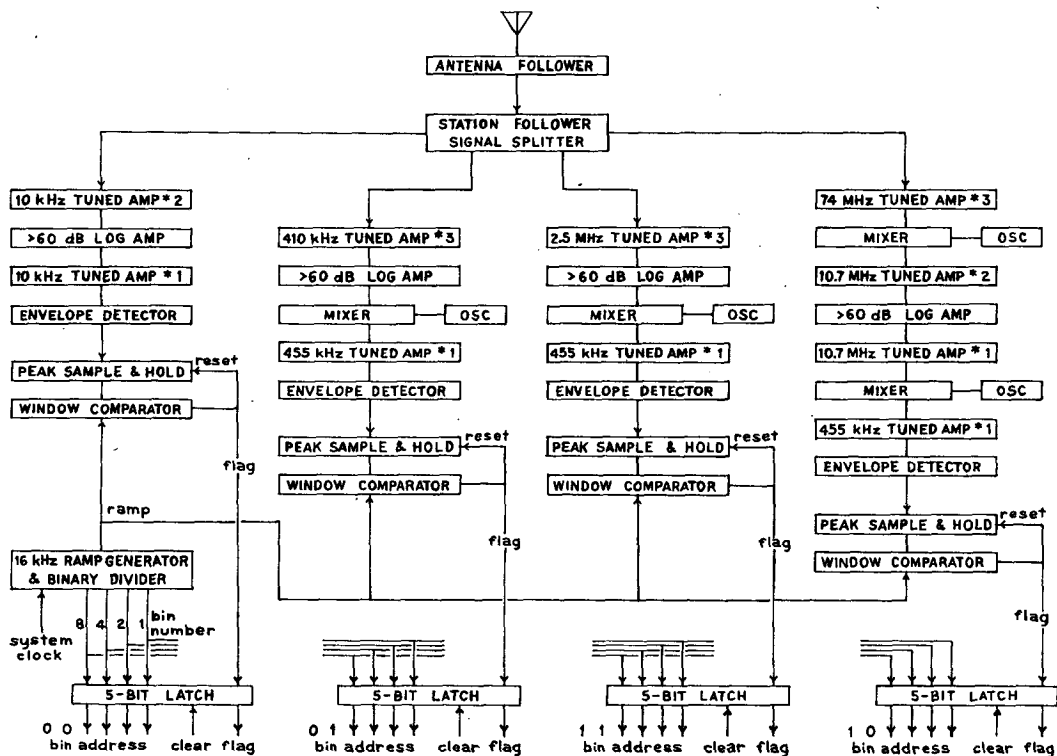 ANTENNA FOLLOWER
STATION FOLLOWER
SIGNAL SPLITTER
10 kHz TUNED AMP *2
>60 dB LOG AMP
10 kHz TUNED AMP *1
ENVELOPE DETECTOR
PEAK SAMPLE & HOLD
reset
WINDOW COMPARATOR
flag
ramp
16 kHz RAMP GENERATOR
& BINARY DIVIDER
8 4 2 1
bin
number
system
clock
5-BIT LATCH
0 0
bin address
clear flag
410 kHz TUNED AMP *3
>60 dB LOG AMP
MIXER
OSC
455 kHz TUNED AMP *1
ENVELOPE DETECTOR
PEAK SAMPLE & HOLD
reset
WINDOW COMPARATOR
flag
5-BIT LATCH
0 1
bin address
clear flag
2.5 MHz TUNED AMP *3
>60 dB LOG AMP
MIXER
OSC
455 kHz TUNED AMP *1
ENVELOPE DETECTOR
PEAK SAMPLE & HOLD
reset
WINDOW COMPARATOR
flag
5-BIT LATCH
1 1
bin address
clear flag
74 MHz TUNED AMP *3
MIXER
OSC
10.7 MHz TUNED AMP *2
>60 dB LOG AMP
10.7 MHz TUNED AMP *1
MIXER
OSC
455 kHz TUNED AMP *1
ENVELOPE DETECTOR
PEAK SAMPLE & HOLD
reset
WINDOW COMPARATOR
flag
5-BIT LATCH
1 0
bin address
clear flag